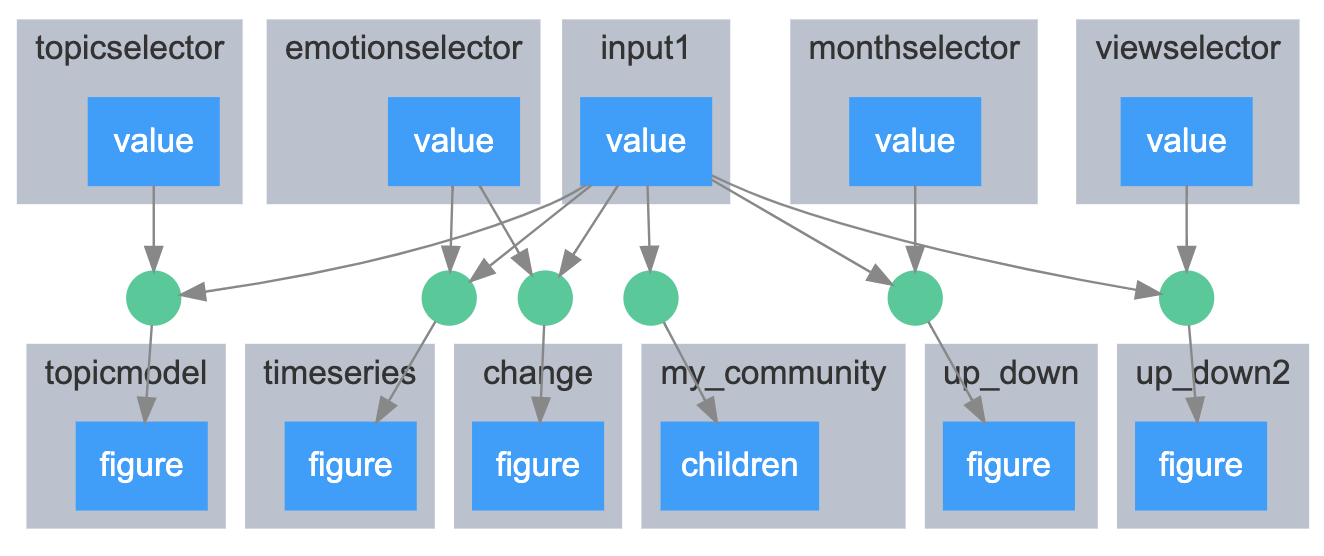 topicselector
emotionselector
input1
monthselector
viewselector
value
value
value
value
value
topicmodel
timeseries
change
my_community
up_down
up_down2
figure
figure
figure
children
figure
figure